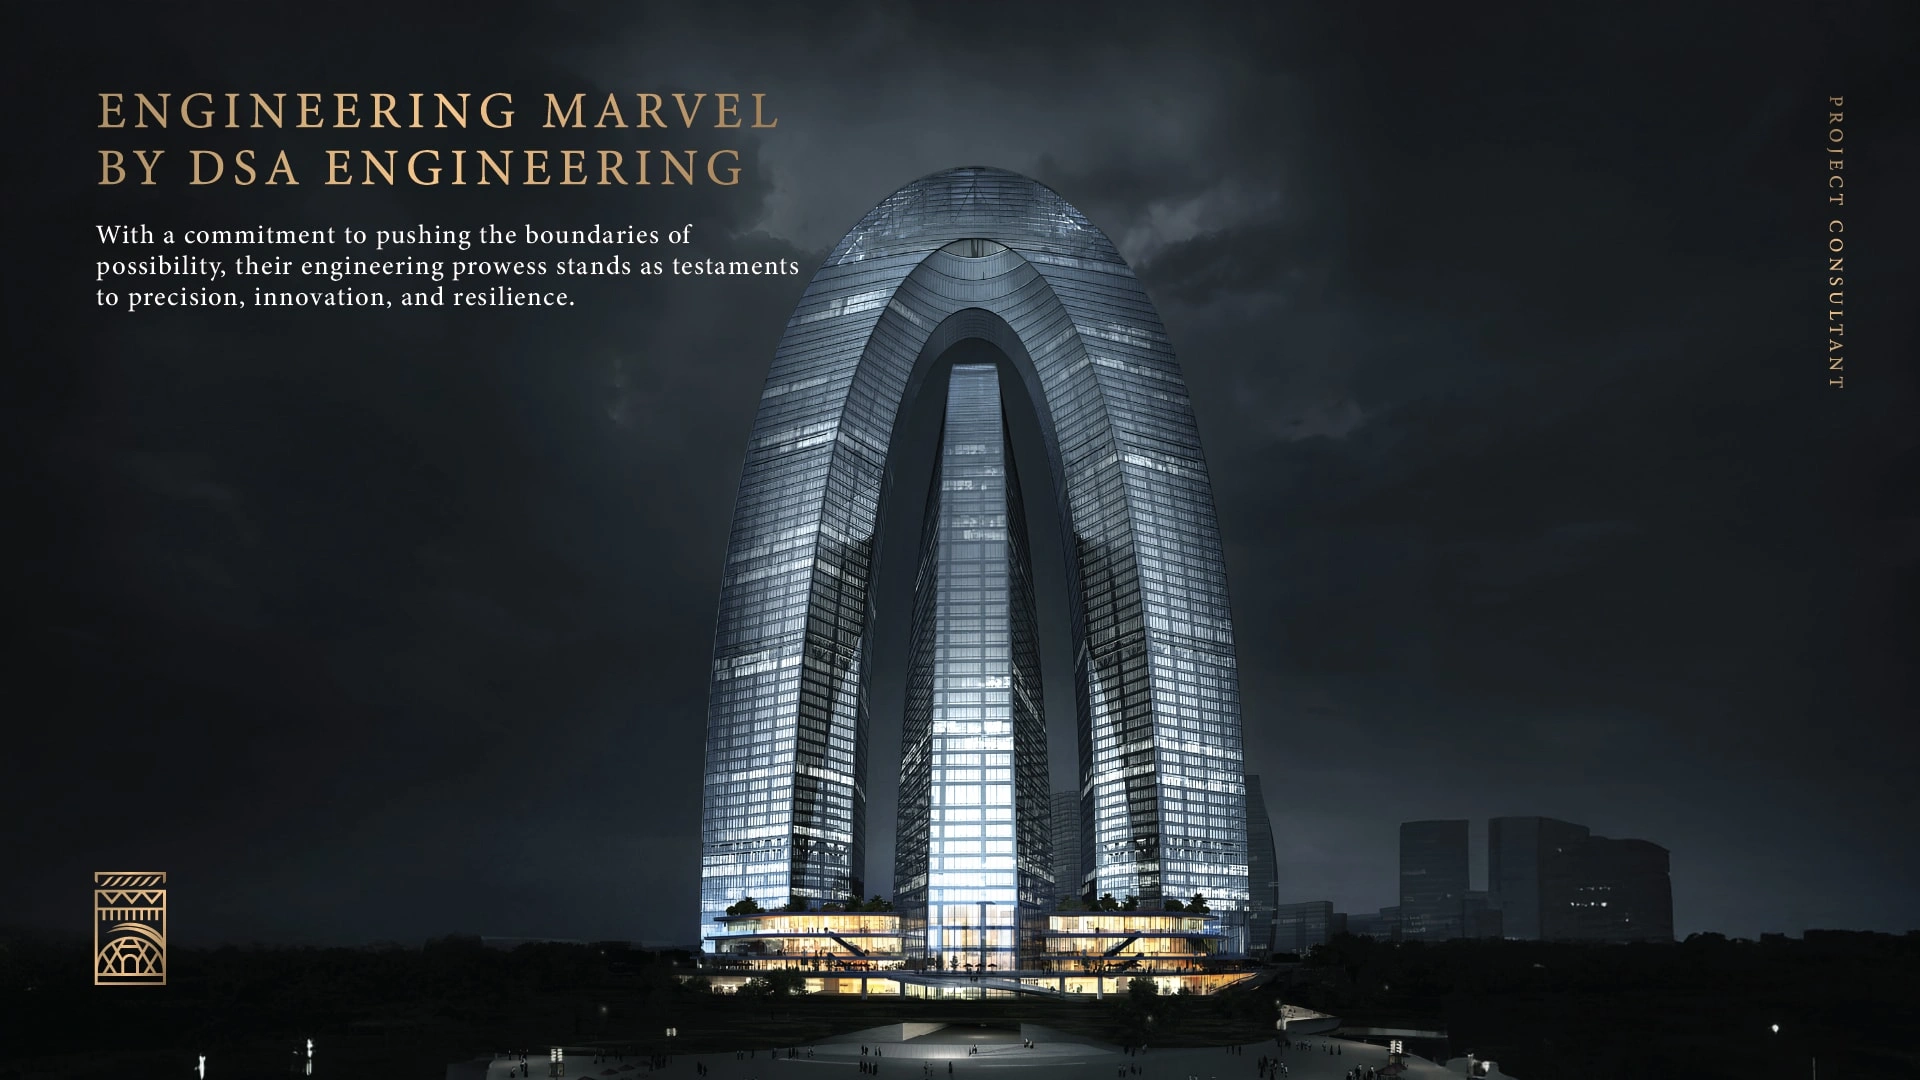 ENGINEERING MARVEL
BY DSA ENGINEERING
With a commitment to pushing the boundaries of
possibility, their engineering prowess stands as testaments
to precision, innovation, and resilience.
PROJECT CONSULTANT